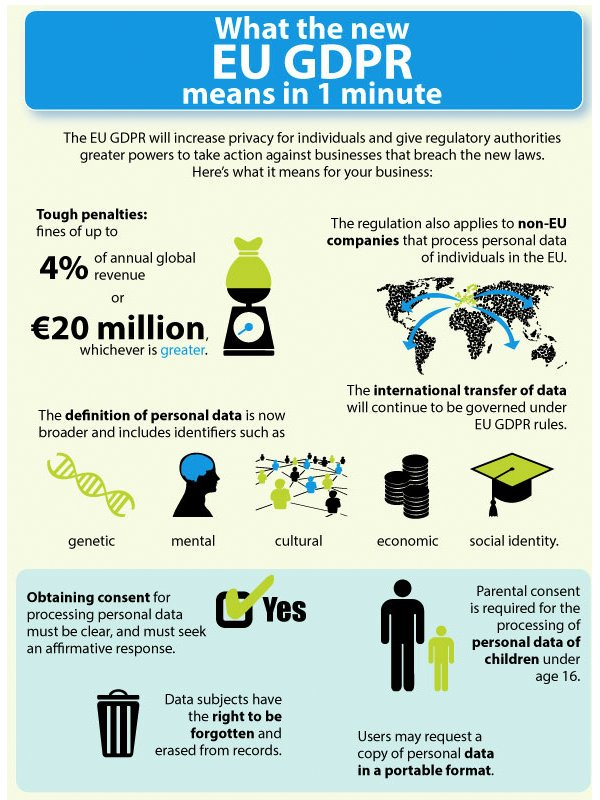 What the new
EU GDPR
means in 1 minute
The EU GDPR will increase privacy for individuals and give regulatory authorities
greater powers to take action against businesses that breach the new laws.
Here's what it means for your business:
Tough penalties:
fines of up to
4% of annual global
revenue
or
€20 million,
whichever is greater.
The regulation also applies to non-EU
companies that process personal data
of individuals in the EU.
The international transfer of data
will continue to be governed under
EU GDPR rules.
The definition of personal data is now
broader and includes identifiers such as
genetic
mental
cultural
economic
social identity.
Obtaining consent for
processing personal data
must be clear, and must seek
an affirmative response.
Yes
Parental consent
is required for the
processing of
personal data of
children under
age 16.
Data subjects have
the right to be
forgotten and
erased from records.
Users may request a
copy of personal data
in a portable format.